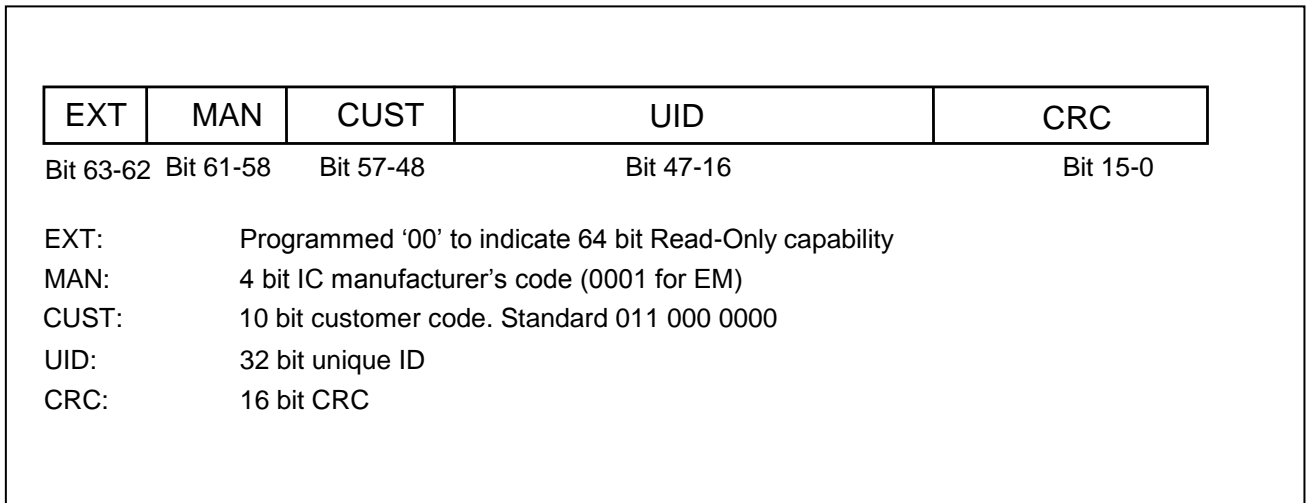 EXT MAN CUST UID CRC
Bit 63-62 Bit 61-58 Bit 57-48 Bit 47-16 Bit 15-0
EXT: Programmed ‘00’ to indicate 64 bit Read-Only capability
MAN: 4 bit IC manufacturer’s code (0001 for EM)
CUST: 10 bit customer code. Standard 011 000 0000
UID: 32 bit unique ID
CRC: 16 bit CRC